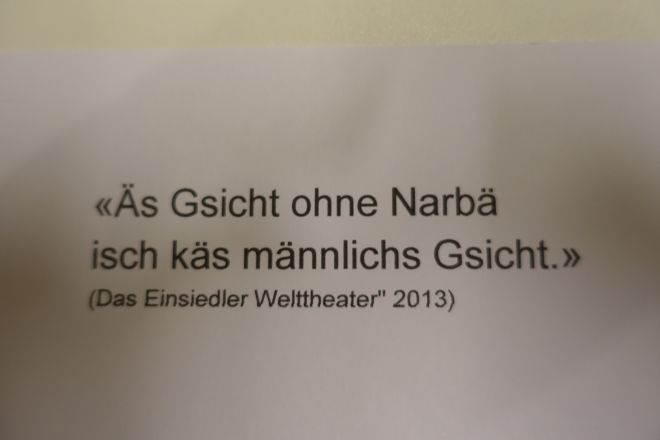 «Äs Gsicht ohne Narbä
isch käs männlichs Gsicht.»
(Das Einsiedler Welttheater" 2013)